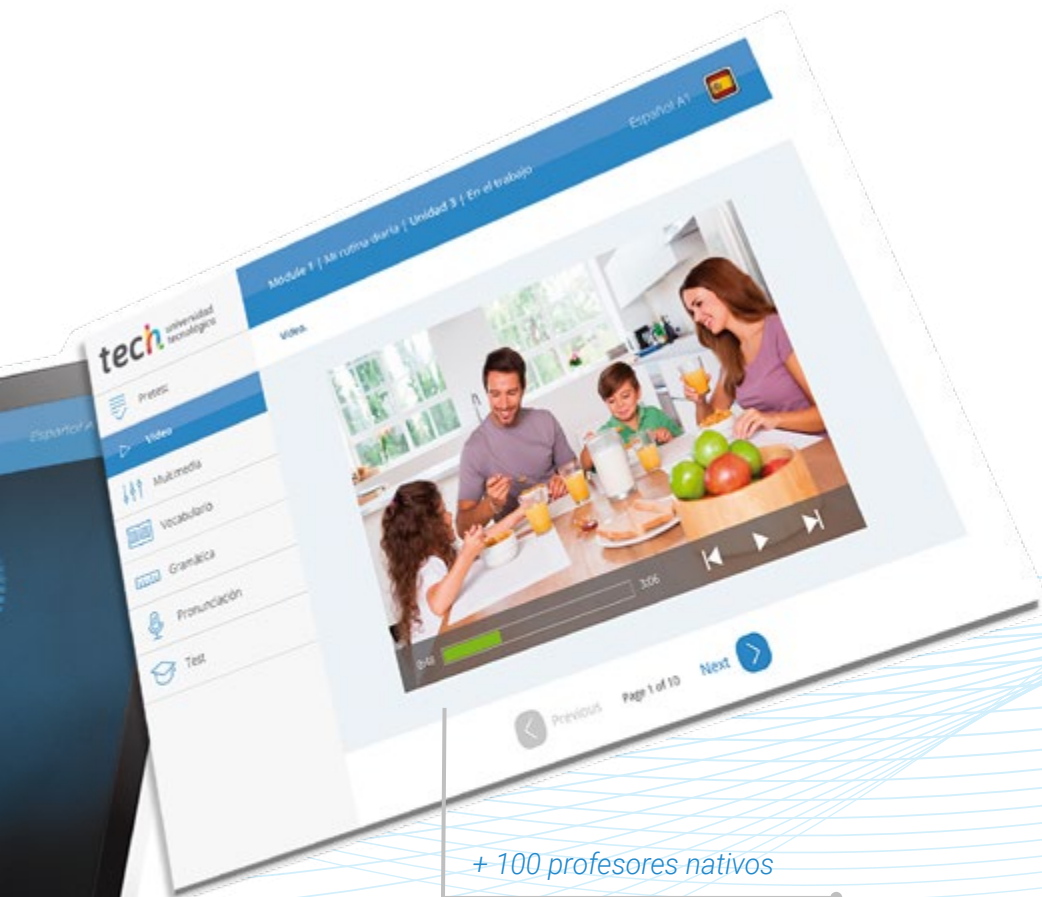 Español A1
Módule 1 | Mi rutina diaria | Unidad 3 | En el trabajo
tech universidad
tecnológica
Vídeo
Pretest
Vídeo
Multimedia
Vocabulario
Gramática
Pronunciación
Test
Español A
0:48
3:06
Previous
Page 1 of 10
Next
+ 100 profesores nativos